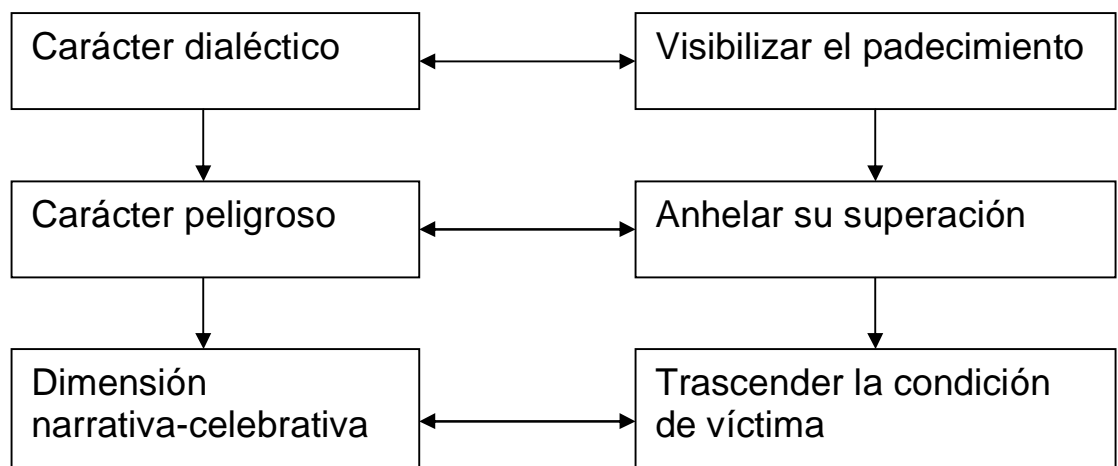 Carácter dialéctico
Visibilizar el padecimiento
Carácter peligroso
Anhelar su superación
Dimensión
narrativa-celebrativa
Trascender la condición
de víctima